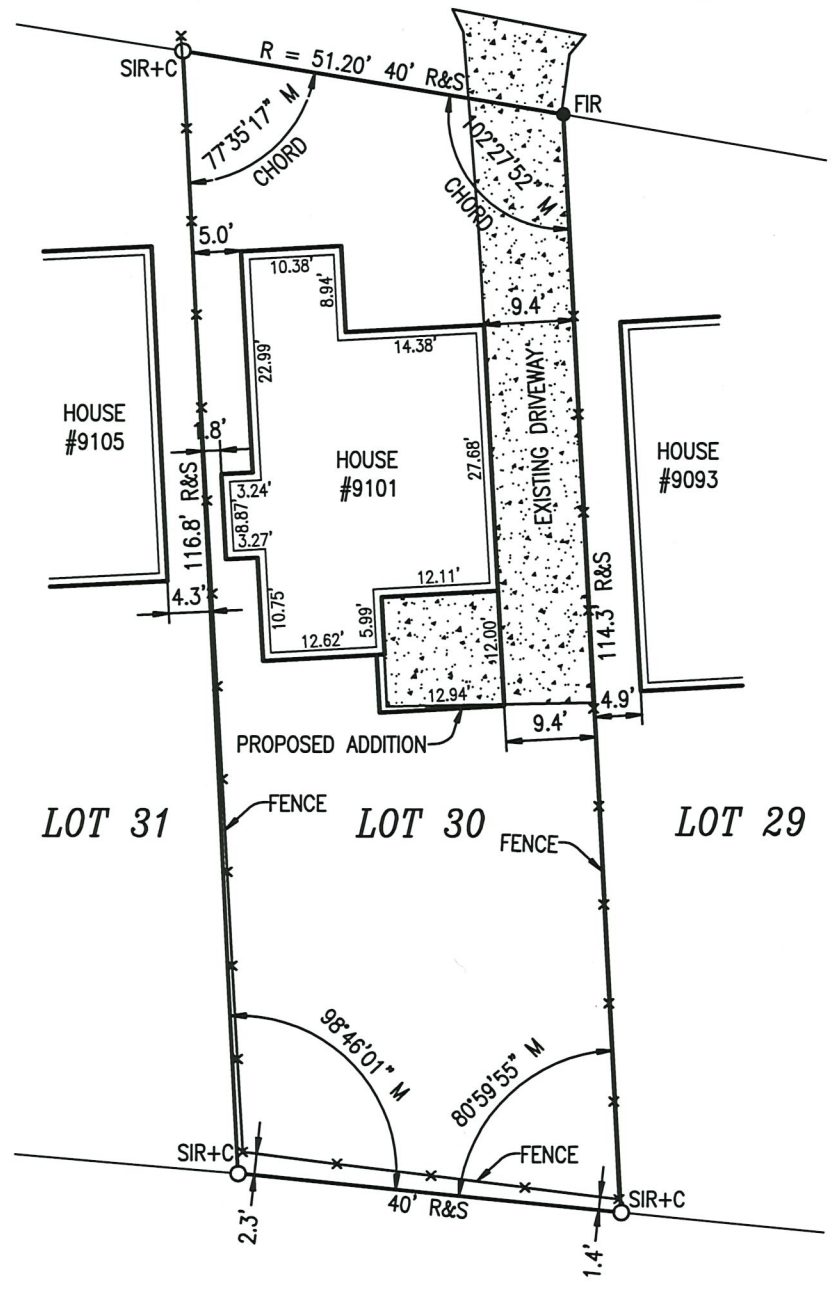 SIR+C
R = 51.20' 40' R&S
FIR
77°35'17" M
CHORD
102°27'52" M
CHORD
5.0'
10.38'
8.94'
9.4'
14.38'
22.99'
HOUSE
#9105
1.8'
HOUSE
#9101
27.68'
EXISTING DRIVEWAY
HOUSE
#9093
3.24'
8.87'
3.27'
116.8' R&S
4.3'
12.11'
10.75'
5.99'
12.62'
12.00'
114.3' R&S
12.94'
4.9'
9.4'
PROPOSED ADDITION
FENCE
LOT 31
LOT 30
FENCE
LOT 29
98°46'01" M
80°59'55" M
SIR+C
FENCE
40' R&S
SIR+C
2.3'
1.4'